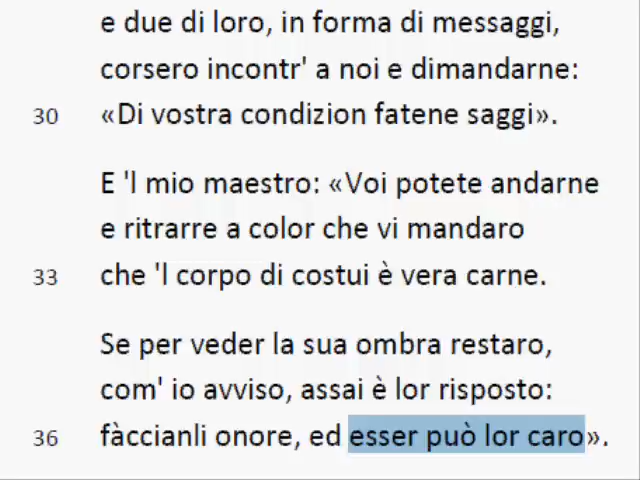 e due di loro, in forma di messaggi,
corsero incontr' a noi e dimandarne:
30 «Di vostra condizion fatene saggi».
E 'l mio maestro: «Voi potete andarne
e ritrarre a color che vi mandaro
33 che 'l corpo di costui è vera carne.
Se per veder la sua ombra restaro,
com' io avviso, assai è lor risposto:
36 fàccianli onore, ed esser può lor caro».